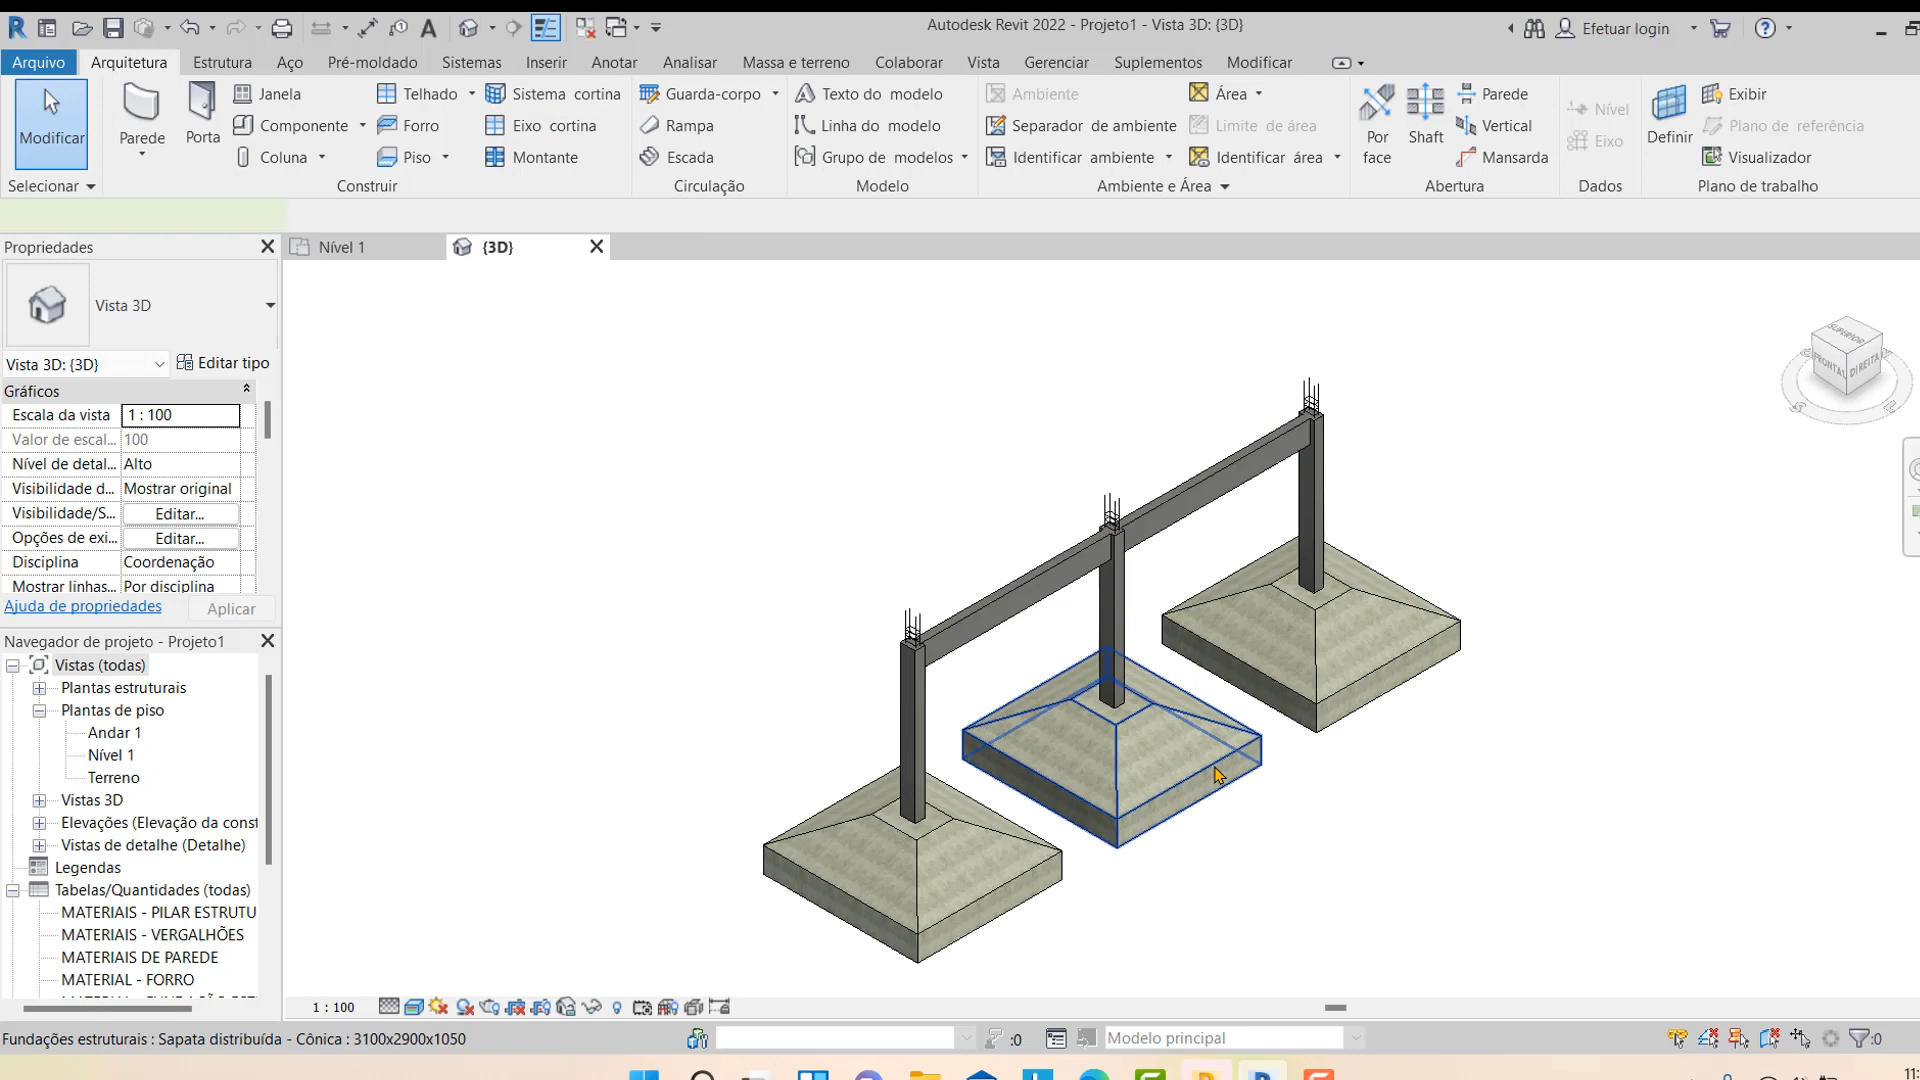 Autodesk Revit 2022 - Projeto1 - Vista 3D: {3D}
Efetuar login
Arquivo Arquitetura Estrutura Aço Pré-moldado Sistemas Inserir Anotar Analisar Massa e terreno Colaborar Vista Gerenciar Suplementos Modificar
Modificar
Selecionar
Parede
Porta
Janela
Componente
Coluna
Telhado
Forro
Piso
Sistema cortina
Eixo cortina
Montante
Construir
Guarda-corpo
Rampa
Escada
Circulação
Texto do modelo
Linha do modelo
Grupo de modelos
Modelo
Ambiente
Separador de ambiente
Identificar ambiente
Área
Limite de área
Identificar área
Ambiente e Área
Por
face
Shaft
Parede
Vertical
Mansarda
Abertura
Nível
Eixo
Dados
Definir
Exibir
Plano de referência
Visualizador
Plano de trabalho
Propriedades
Nível 1
{3D}
Vista 3D
Vista 3D: {3D}
Editar tipo
Gráficos
Escala da vista 1 : 100
Valor de escal... 100
Nível de detal... Alto
Visibilidade d... Mostrar original
Visibilidade/S... Editar...
Opções de exi... Editar...
Disciplina Coordenação
Mostrar linhas... Por disciplina
Ajuda de propriedades
Aplicar
Navegador de projeto - Projeto1
Vistas (todas)
Plantas estruturais
Plantas de piso
Andar 1
Nível 1
Terreno
Vistas 3D
Elevações (Elevação da const
Vistas de detalhe (Detalhe)
Legendas
Tabelas/Quantidades (todas)
MATERIAIS - PILAR ESTRUTU
MATERIAIS - VERGALHÕES
MATERIAIS DE PAREDE
MATERIAL - FORRO
SUPERIOR
FRONTAL
DIREITA
1 : 100
Fundações estruturais : Sapata distribuída - Cônica : 3100x2900x1050
:0
Modelo principal
:0
11: